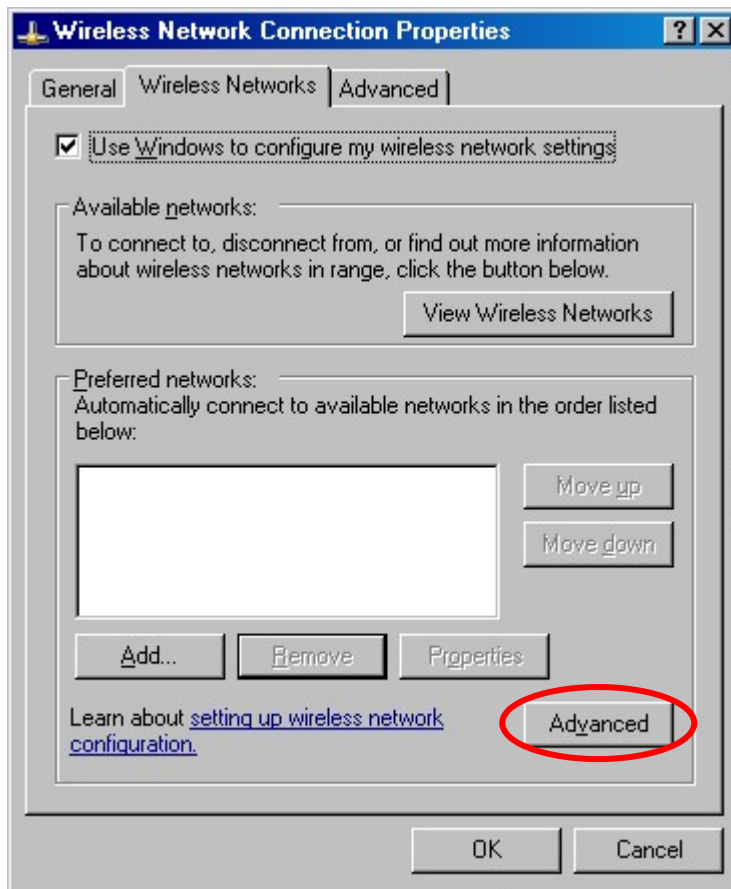 Wireless Network Connection Properties
General
Wireless Networks
Advanced
Use Windows to configure my wireless network settings
Available networks:
To connect to, disconnect from, or find out more information
about wireless networks in range, click the button below.
View Wireless Networks
Preferred networks:
Automatically connect to available networks in the order listed
below:
Move up
Move down
Add...
Remove
Properties
Learn about setting up wireless network
configuration.
Advanced
OK
Cancel